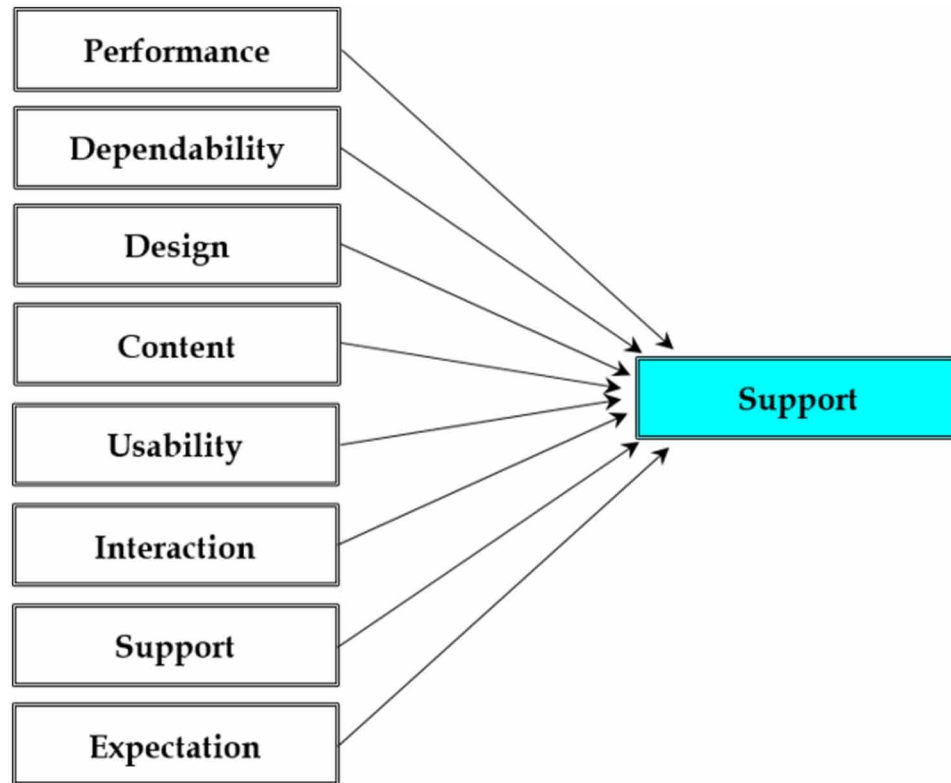 Performance
Dependability
Design
Content
Usability
Interaction
Support
Expectation
Support